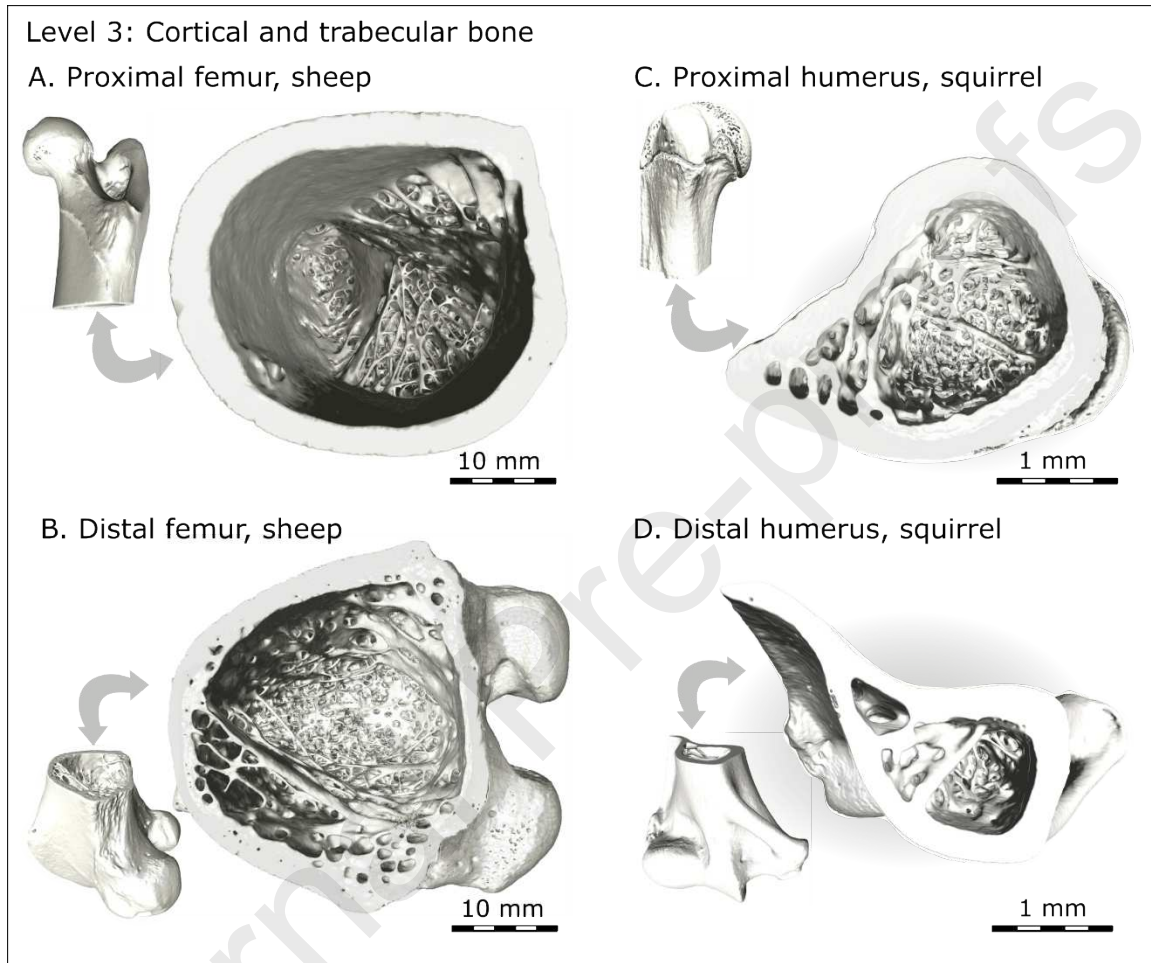 Level 3: Cortical and trabecular bone
A. Proximal femur, sheep
C. Proximal humerus, squirrel
10 mm
1 mm
B. Distal femur, sheep
D. Distal humerus, squirrel
10 mm
1 mm